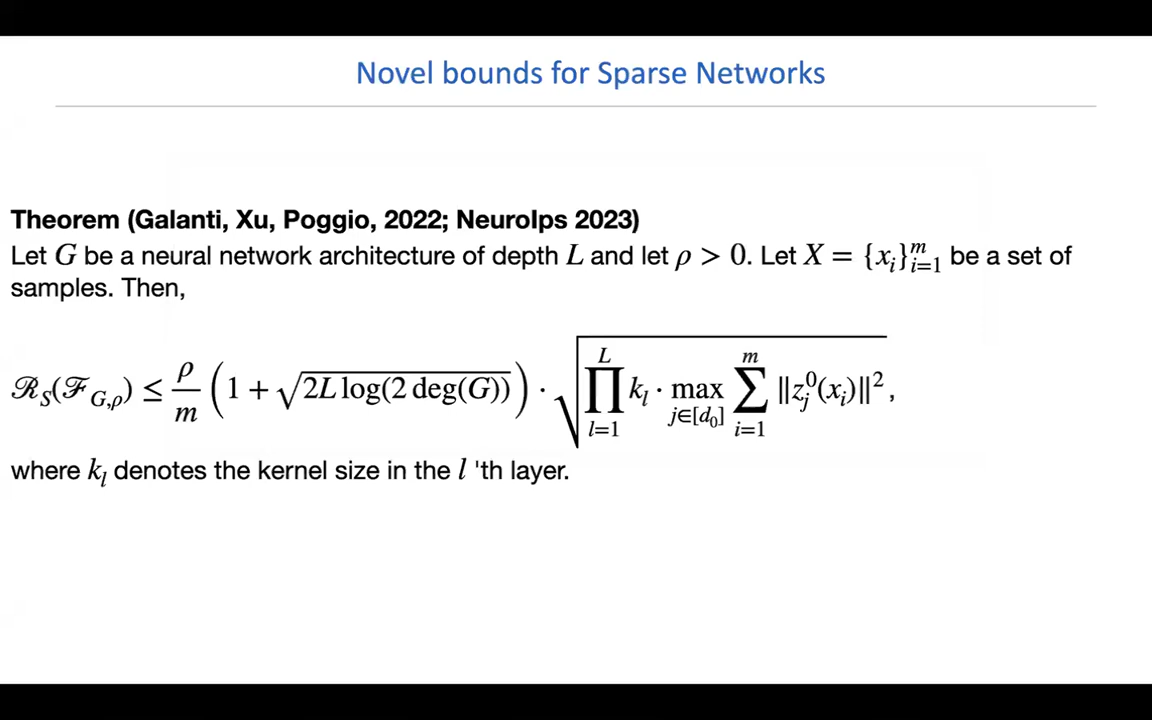 Novel bounds for Sparse Networks
Theorem (Galanti, Xu, Poggio, 2022; NeuroIps 2023)
Let G be a neural network architecture of depth L and let ρ > 0. Let X = {x_i}_{i=1}^m be a set of
samples. Then,
ℛ_S(ℱ_{G,ρ}) ≤ ρ/m (1 + √(2L log(2 deg(G)))) · √(∏_{l=1}^L k_l · max_{j∈[d_0]} ∑_{i=1}^m ||z_j^0(x_i)||^2),
where k_l denotes the kernel size in the l 'th layer.